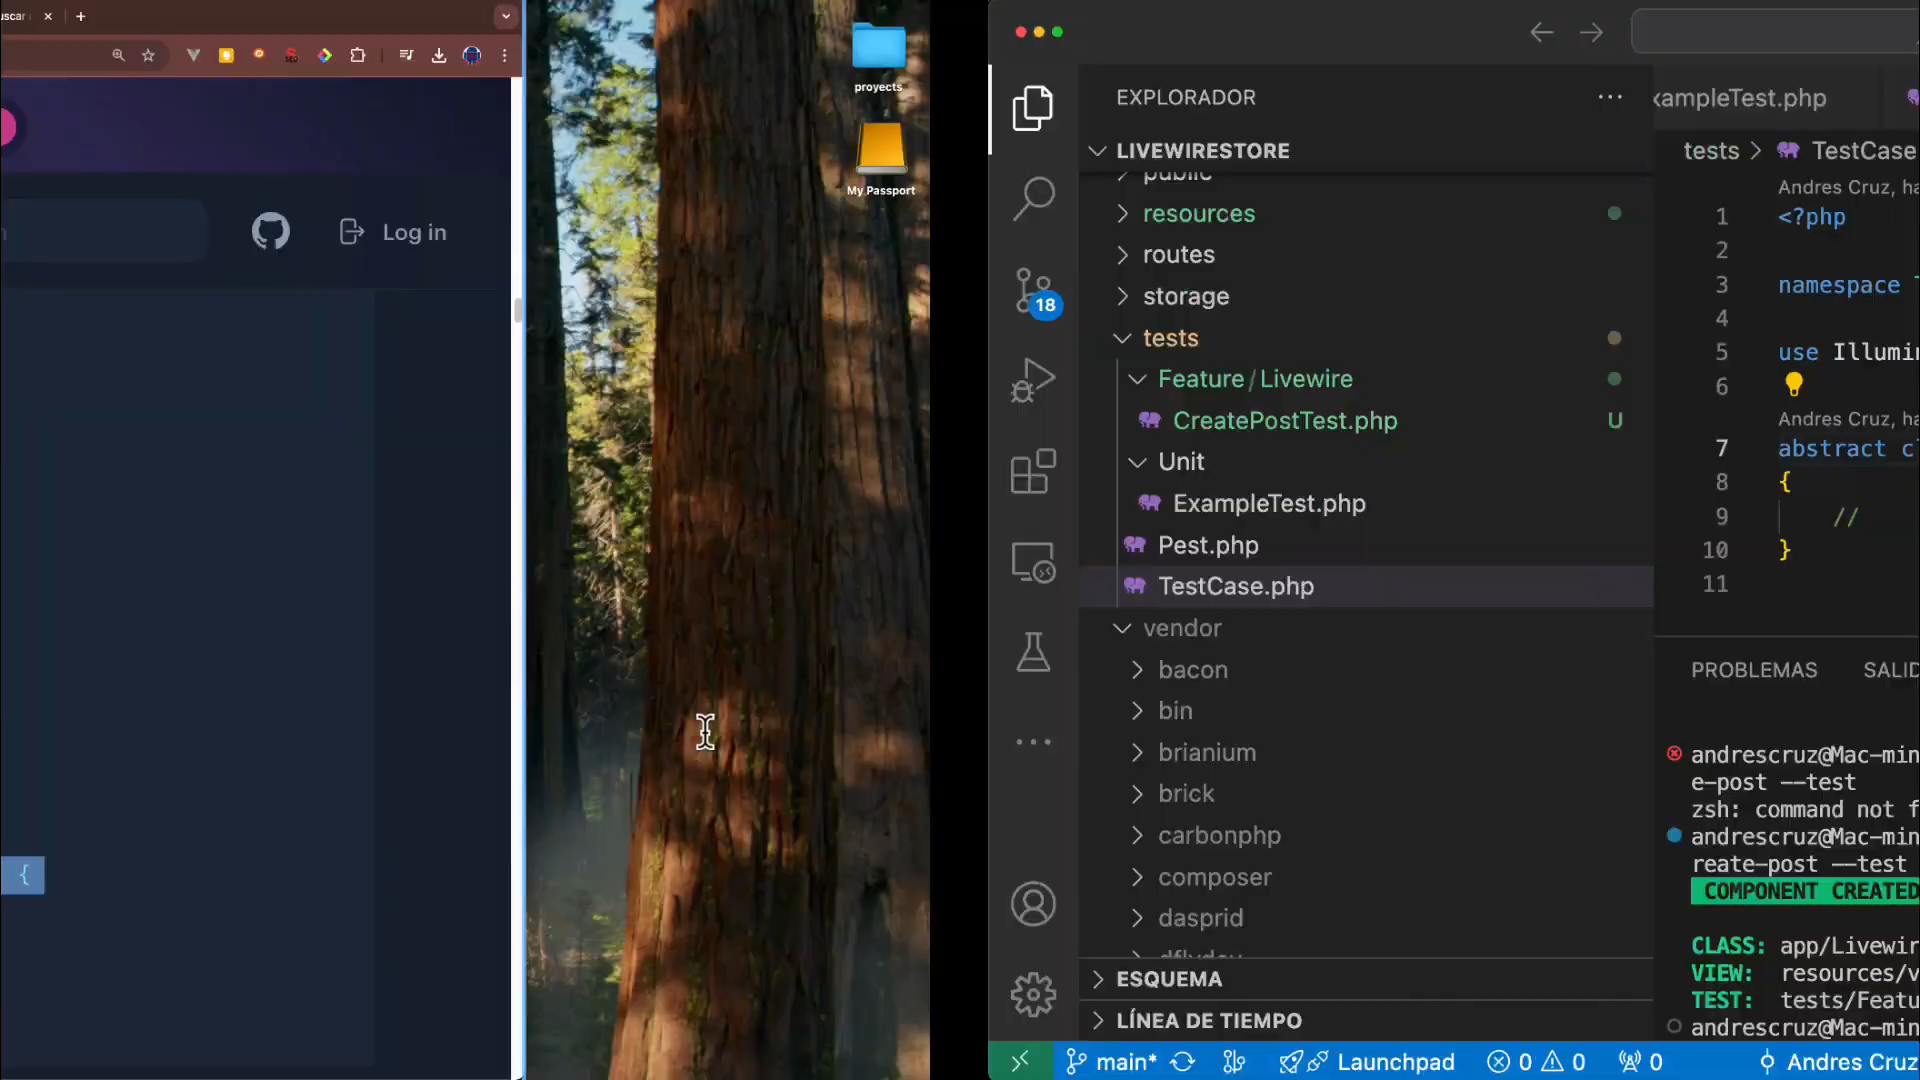 uscar
Log in
{
proyects
My Passport
EXPLORADOR
LIVEWIRESTORE
public
resources
routes
storage
tests
Feature/Livewire
CreatePostTest.php
U
Unit
ExampleTest.php
Pest.php
TestCase.php
vendor
bacon
bin
brianium
brick
carbonphp
composer
dasprid
dflydev
ESQUEMA
LÍNEA DE TIEMPO
18
xampleTest.php
tests > TestCase
Andres Cruz, ha
1 <?php
2
3 namespace
4
5 use Illumi
6
Andres Cruz, ha
7 abstract c
8 {
9 //
10 }
11
PROBLEMAS SALID
andrescruz@Mac-min
e-post --test
zsh: command not f
andrescruz@Mac-min
reate-post --test
COMPONENT CREATED
CLASS: app/Livewir
VIEW: resources/v
TEST: tests/Featu
andrescruz@Mac-min
main* Launchpad 0 0 0 Andres Cruz